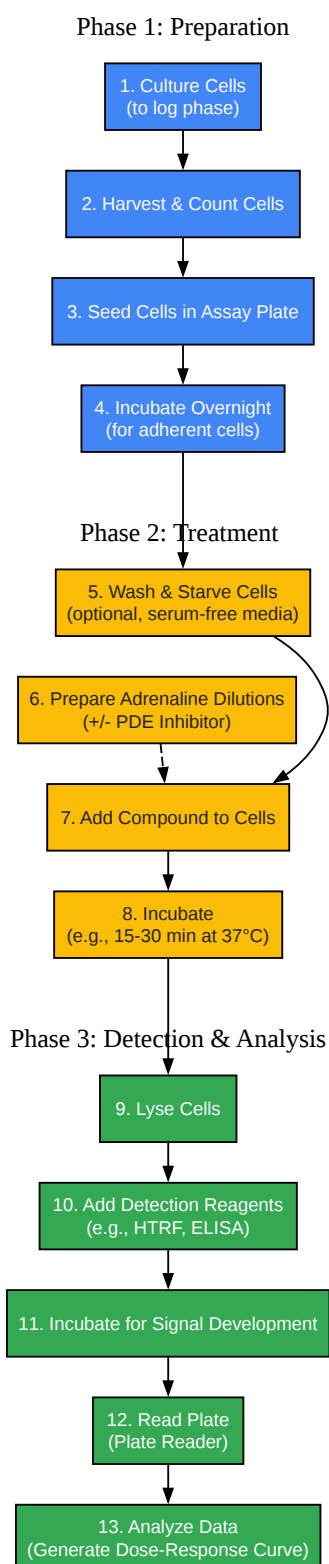 Phase 1: Preparation
1. Culture Cells
(to log phase)
2. Harvest & Count Cells
3. Seed Cells in Assay Plate
4. Incubate Overnight
(for adherent cells)
Phase 2: Treatment
5. Wash & Starve Cells
(optional, serum-free media)
6. Prepare Adrenaline Dilutions
(+/- PDE Inhibitor)
7. Add Compound to Cells
8. Incubate
(e.g., 15-30 min at 37°C)
Phase 3: Detection & Analysis
9. Lyse Cells
10. Add Detection Reagents
(e.g., HTRF, ELISA)
11. Incubate for Signal Development
12. Read Plate
(Plate Reader)
13. Analyze Data
(Generate Dose-Response Curve)